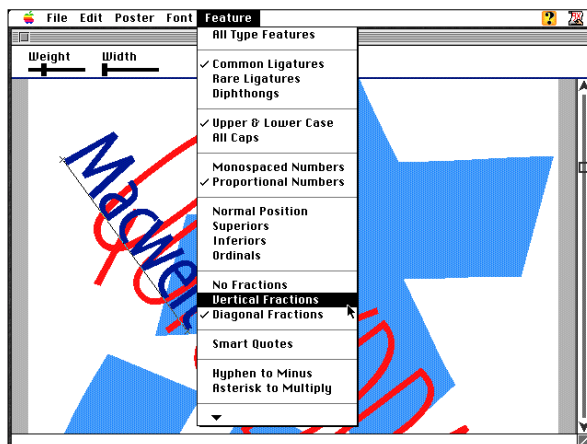 File Edit Poster Font Feature
Weight Width
All Type Features
Common Ligatures
Rare Ligatures
Diphthongs
Upper & Lower Case
All Caps
Monospaced Numbers
Proportional Numbers
Normal Position
Superiors
Inferiors
Ordinals
No Fractions
Vertical Fractions
Diagonal Fractions
Smart Quotes
Hyphen to Minus
Asterisk to Multiply